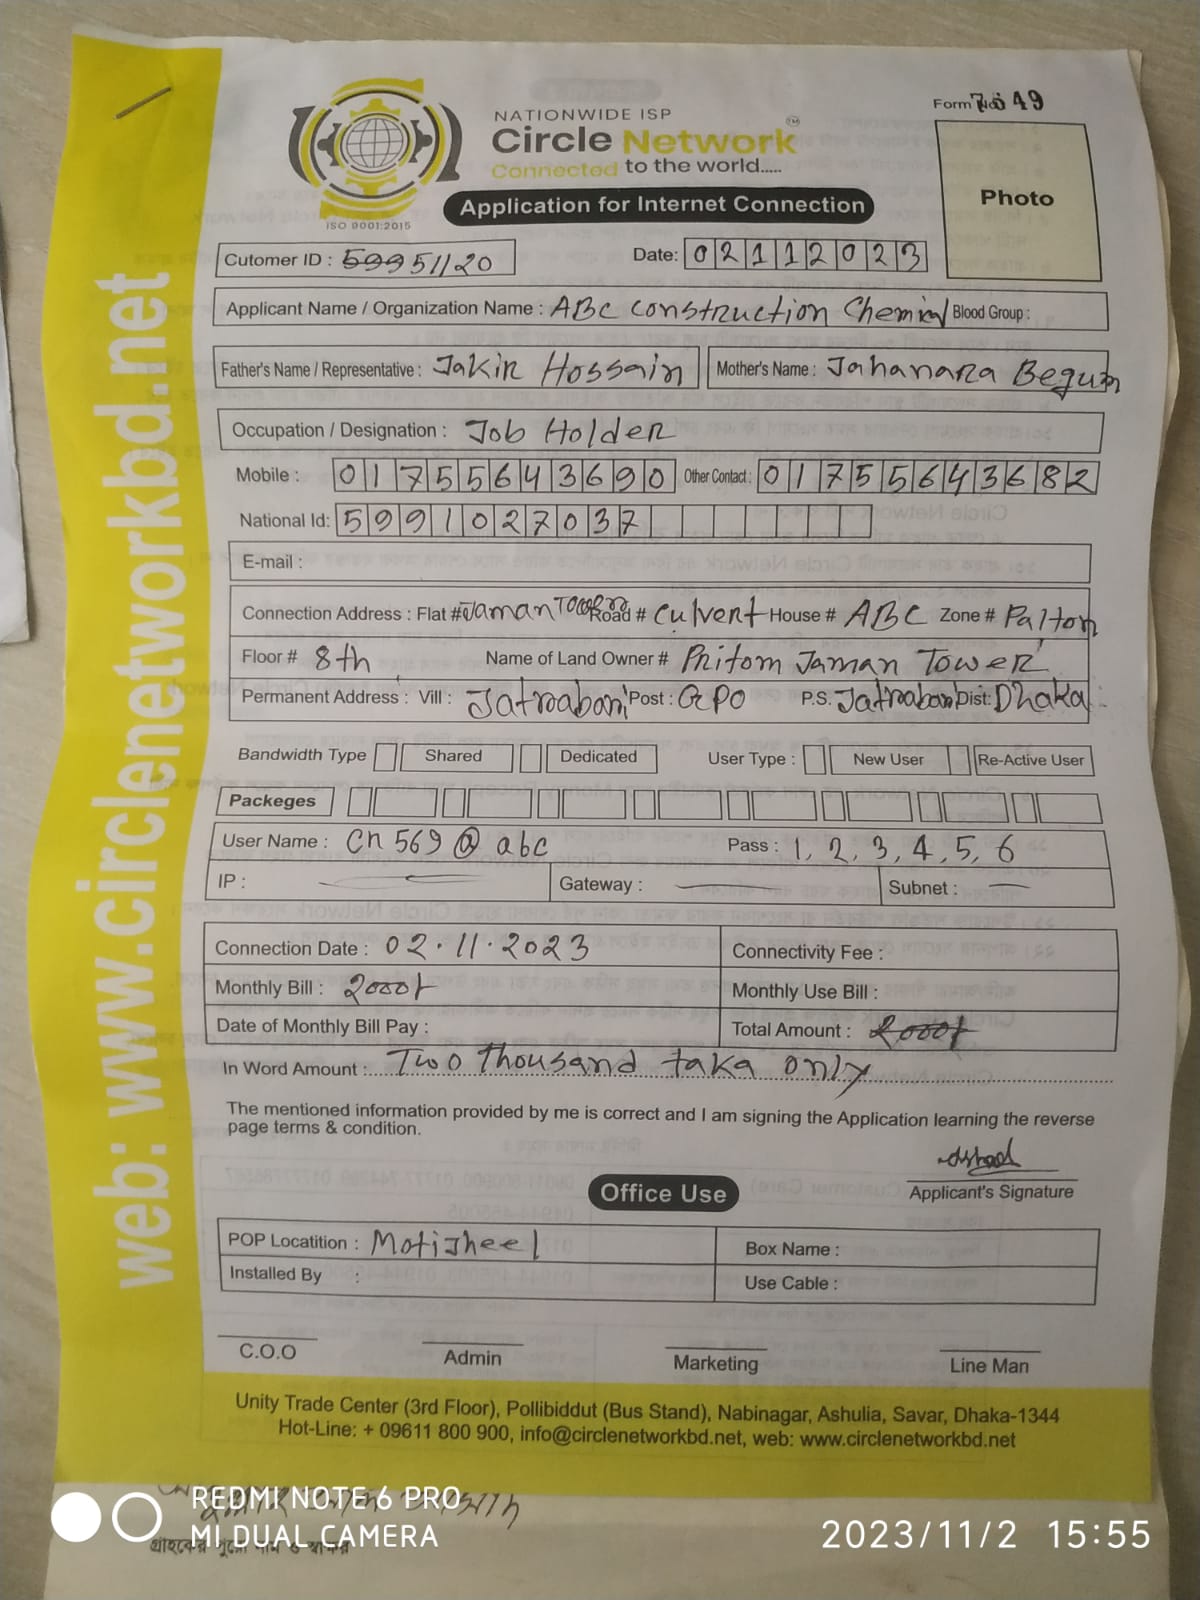 Form No. 7049
NATIONWIDE ISP
Circle Network™
Connected to the world.....
ISO 9001:2015
Application for Internet Connection
Photo
Cutomer ID : 59951120
Date: 02112023
Applicant Name / Organization Name : ABC Construction Chemical Blood Group :
Father's Name / Representative : Jakir Hossain Mother's Name : Jahanara Begum
Occupation / Designation : Job Holder
Mobile : 01755643690 Other Contact : 01755643682
National Id: 5991027037
E-mail :
Connection Address : Flat # Jaman Tower Road # Culvert House # ABC Zone # Palton
Floor # 8th Name of Land Owner # Pritom Jaman Tower
Permanent Address : Vill : Jatrabari Post : GPO P.S. Jatrabari Dist: Dhaka
Bandwidth Type Shared Dedicated User Type : New User Re-Active User
Packeges
User Name : cn569@abc Pass : 1, 2, 3, 4, 5, 6
IP : Gateway : Subnet :
Connection Date : 02.11.2023 Connectivity Fee :
Monthly Bill : 2000/- Monthly Use Bill :
Date of Monthly Bill Pay : Total Amount : 2000/-
In Word Amount : Two thousand taka only
The mentioned information provided by me is correct and I am signing the Application learning the reverse
page terms & condition.
Applicant's Signature
Office Use
POP Locatition : Motijheel Box Name :
Installed By : Use Cable :
C.O.O Admin Marketing Line Man
Unity Trade Center (3rd Floor), Pollibiddut (Bus Stand), Nabinagar, Ashulia, Savar, Dhaka-1344
Hot-Line: + 09611 800 900, info@circlenetworkbd.net, web: www.circlenetworkbd.net
web: www.circlenetworkbd.net
REDMI NOTE 6 PRO
MI DUAL CAMERA
2023/11/2 15:55
গ্রাহকের পুরো নাম ও স্বাক্ষর